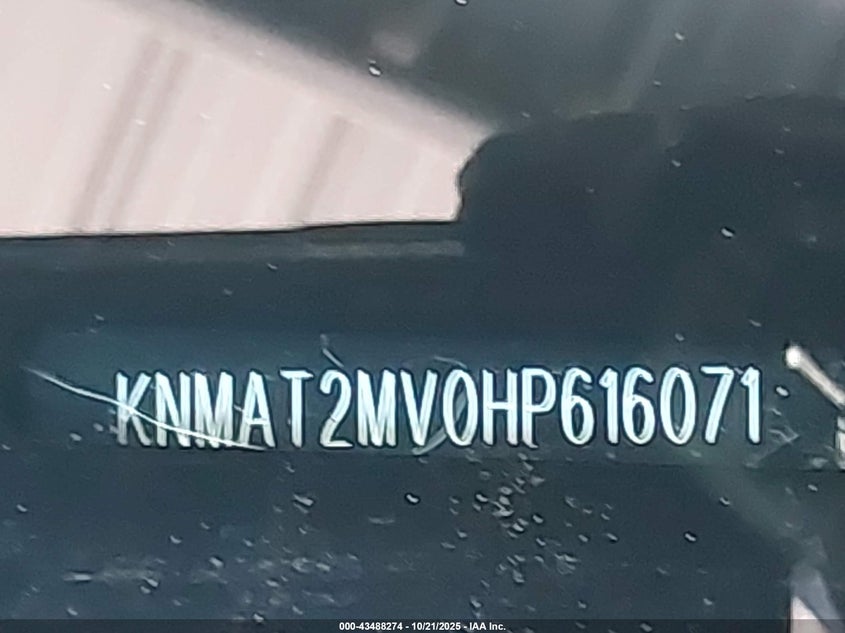 KNMAT2MV0HP616071
000-43488274 - 10/21/2025 - IAA Inc.